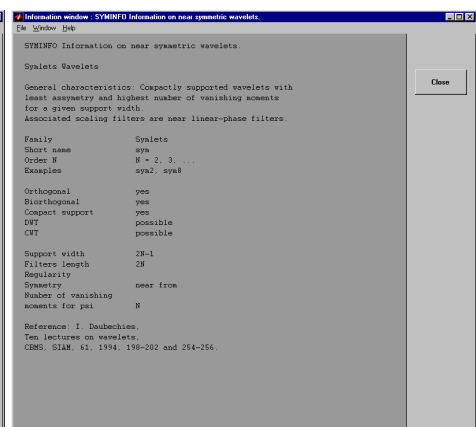 Information window : SYMINFO Information on near symmetric wavelets.
File Window Help
SYMINFO Information on near symmetric wavelets.
Symlets Wavelets
General characteristics: Compactly supported wavelets with
least assymetry and highest number of vanishing moments
for a given support width.
Associated scaling filters are near linear-phase filters.
Family Symlets
Short name sym
Order N N = 2, 3, ...
Examples sym2, sym8
Orthogonal yes
Biorthogonal yes
Compact support yes
DWT possible
CWT possible
Support width 2N-1
Filters length 2N
Regularity
Symmetry near from
Number of vanishing
moments for psi N
Reference: I. Daubechies,
Ten lectures on wavelets,
CBMS, SIAM, 61, 1994, 198-202 and 254-256.
Close